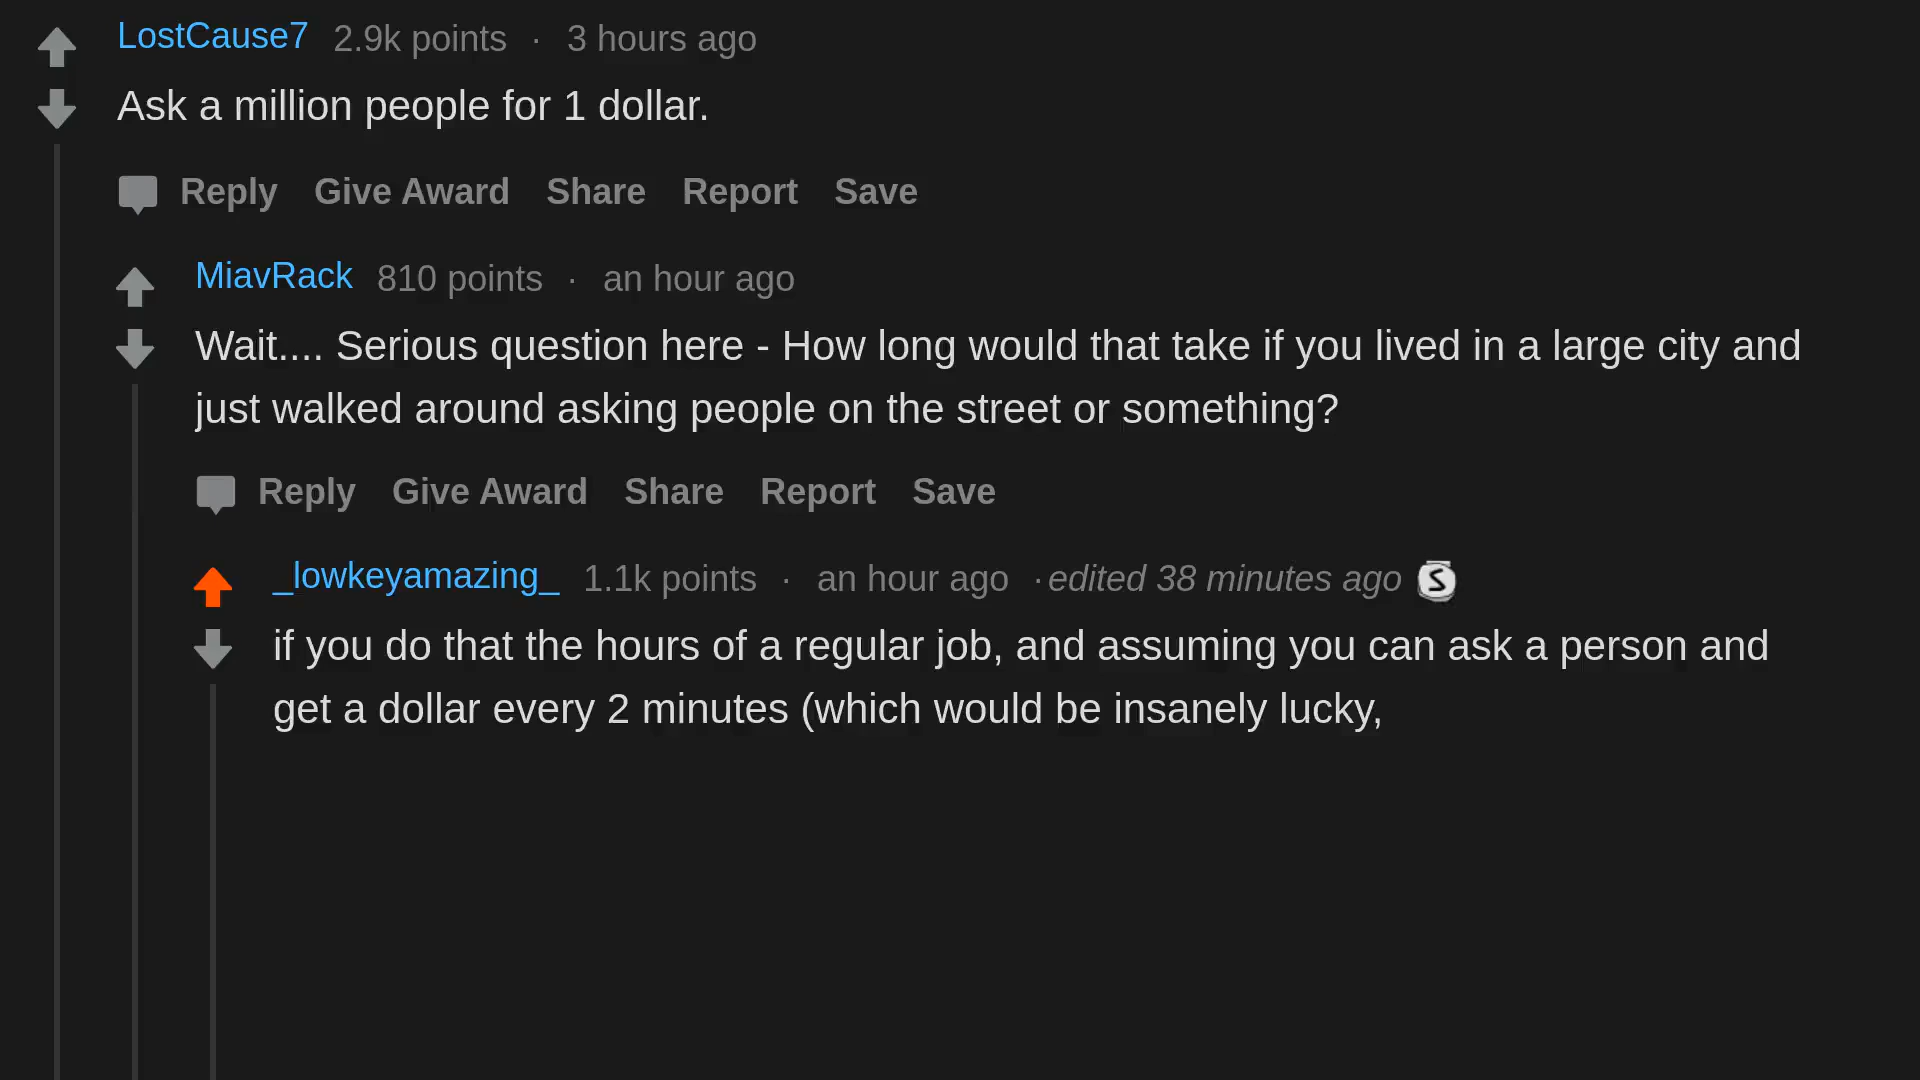 LostCause7 2.9k points · 3 hours ago
Ask a million people for 1 dollar.
Reply Give Award Share Report Save
MiavRack 810 points · an hour ago
Wait.... Serious question here - How long would that take if you lived in a large city and
just walked around asking people on the street or something?
Reply Give Award Share Report Save
_lowkeyamazing_ 1.1k points · an hour ago · edited 38 minutes ago S
if you do that the hours of a regular job, and assuming you can ask a person and
get a dollar every 2 minutes (which would be insanely lucky,